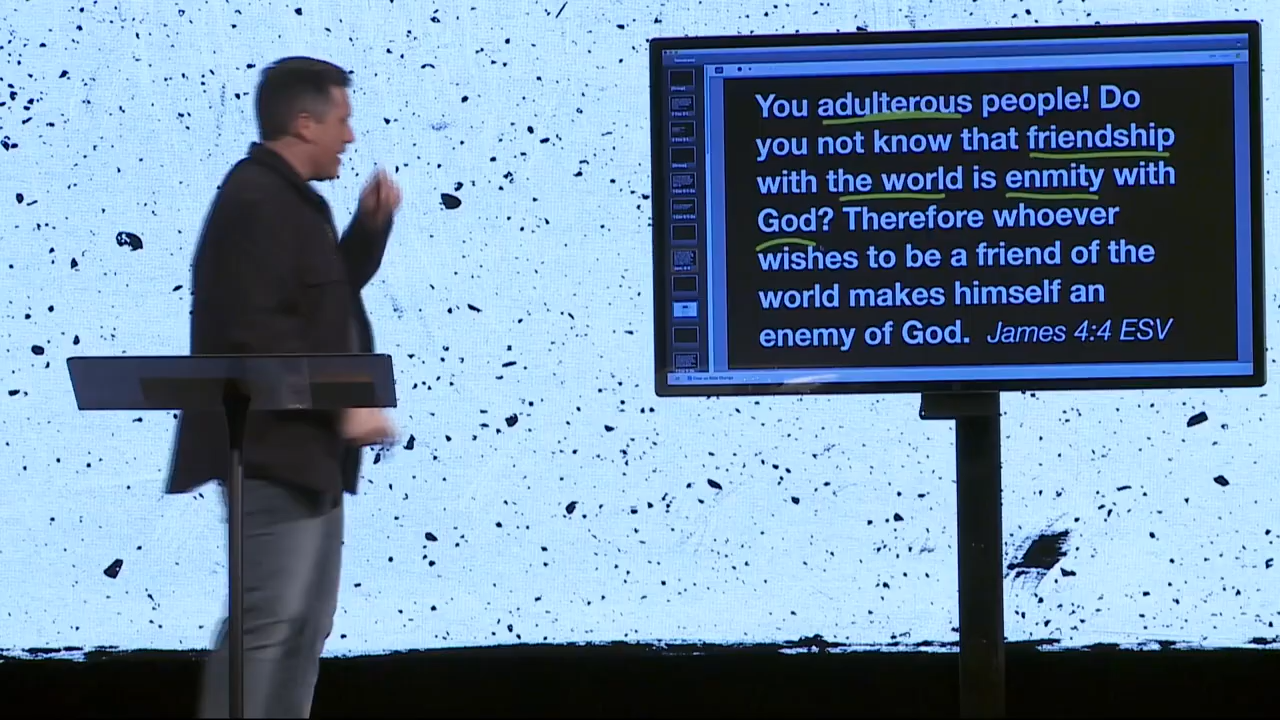 You adulterous people! Do
you not know that friendship
with the world is enmity with
God? Therefore whoever
wishes to be a friend of the
world makes himself an
enemy of God. James 4:4 ESV